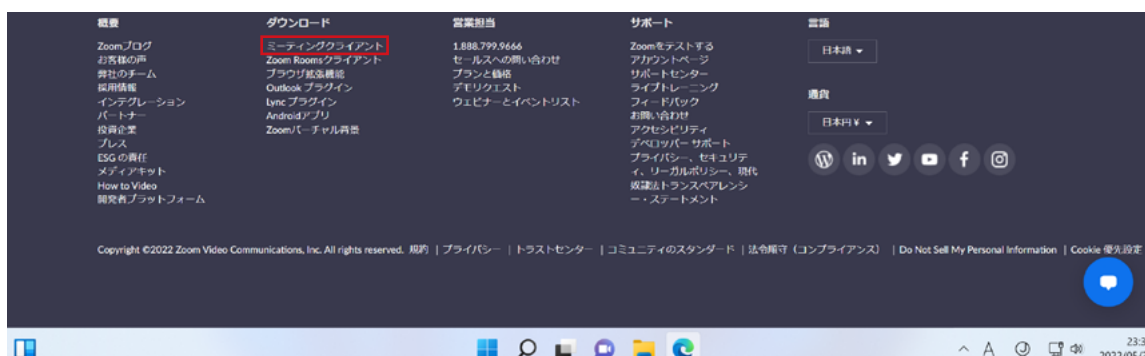 概要
Zoomブログ
お客様の声
弊社のチーム
採用情報
インテグレーション
パートナー
投資企業
プレス
ESG の責任
メディアキット
How to Video
開発者プラットフォーム
ダウンロード
ミーティングクライアント
Zoom Roomsクライアント
ブラウザ拡張機能
Outlook プラグイン
Lync プラグイン
Androidアプリ
Zoomバーチャル背景
営業担当
1.888.799.9666
セールスへの問い合わせ
プランと価格
デモリクエスト
ウェビナーとイベントリスト
サポート
Zoomをテストする
アカウントページ
サポートセンター
ライブトレーニング
フィードバック
お問い合わせ
アクセシビリティ
デベロッパー サポート
プライバシー、セキュリテ
ィ、リーガルポリシー、現代
奴隷法トランスペアレンシ
ー・ステートメント
言語
日本語
通貨
日本円 ¥
Copyright ©2022 Zoom Video Communications, Inc. All rights reserved. 規約 | プライバシー | トラストセンター | コミュニティのスタンダード | 法令順守（コンプライアンス） | Do Not Sell My Personal Information | Cookie 優先設定
A